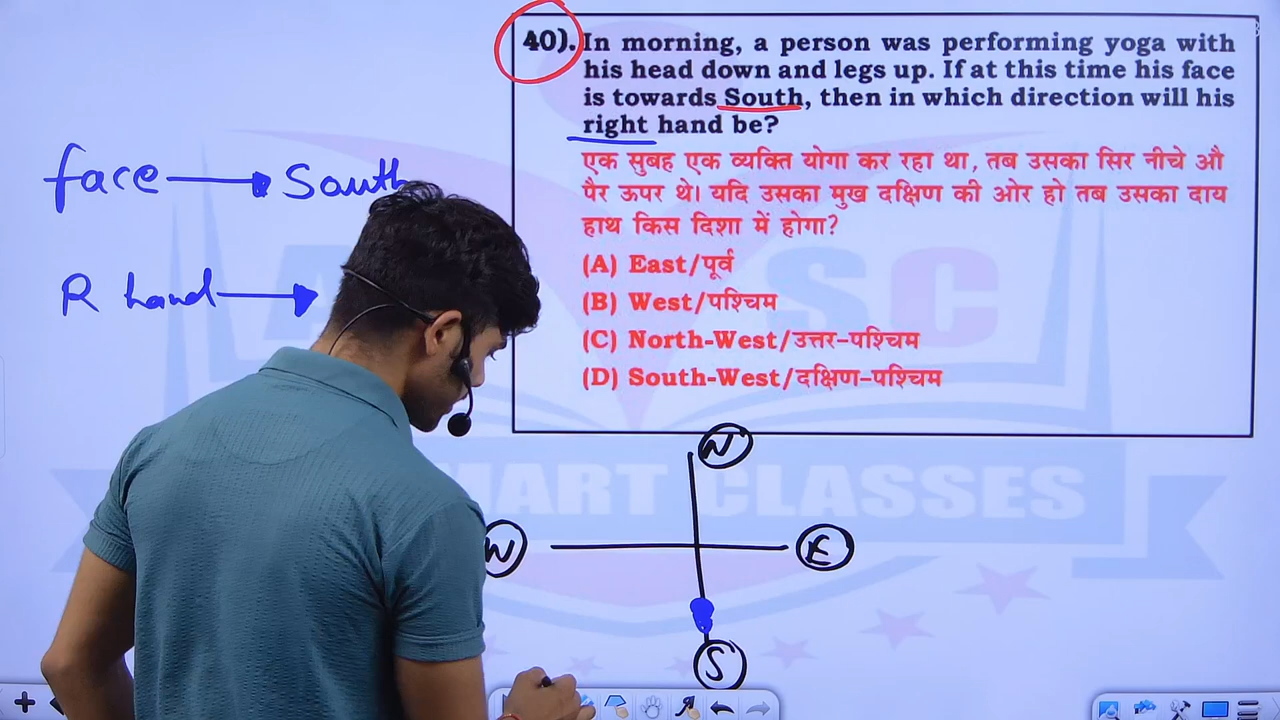 40). In morning, a person was performing yoga with
his head down and legs up. If at this time his face
is towards South, then in which direction will his
right hand be?
एक सुबह एक व्यक्ति योगा कर रहा था, तब उसका सिर नीचे औ
पैर ऊपर थे। यदि उसका मुख दक्षिण की ओर हो तब उसका दाय
हाथ किस दिशा में होगा?
(A) East/पूर्व
(B) West/पश्चिम
(C) North-West/उत्तर-पश्चिम
(D) South-West/दक्षिण-पश्चिम
face South
R hand
N
W E
S
SC
MART CLASSES